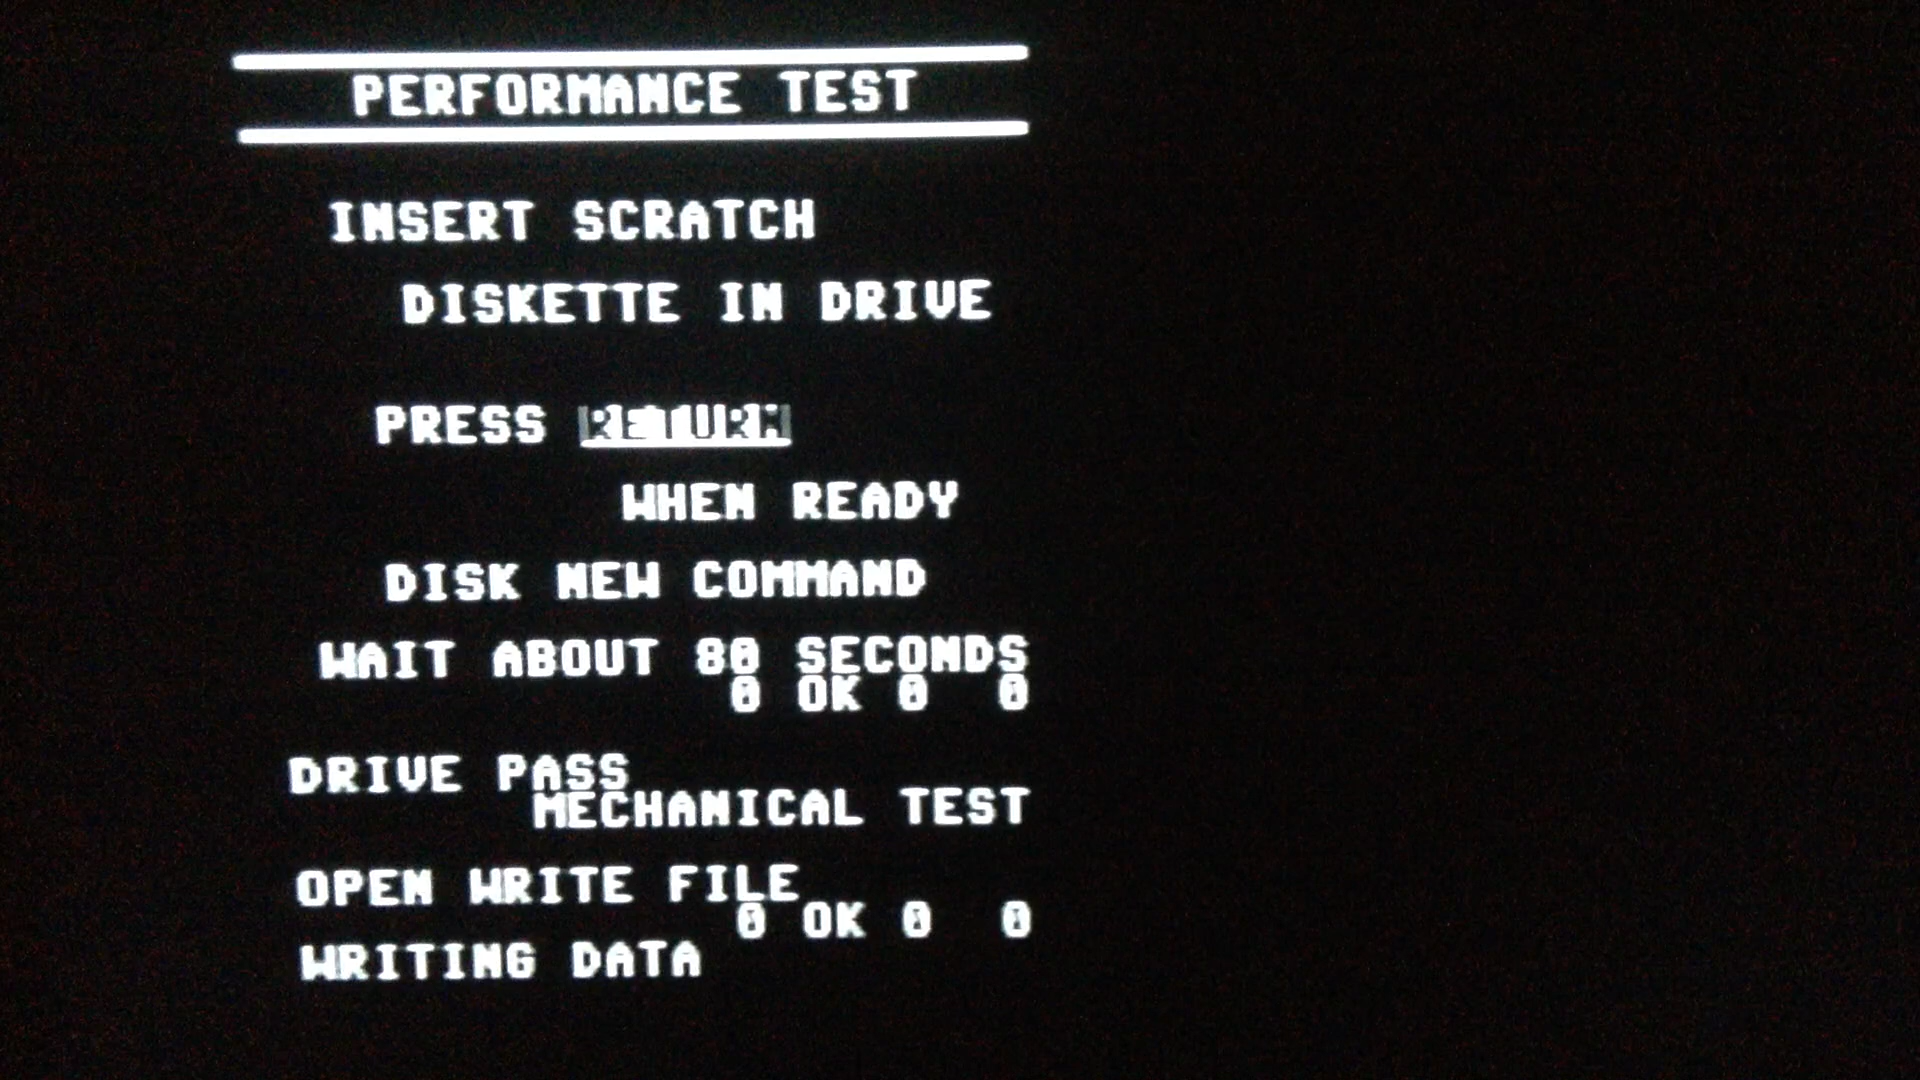 PERFORMANCE TEST
INSERT SCRATCH
DISKETTE IN DRIVE
PRESS RETURN
WHEN READY
DISK NEW COMMAND
WAIT ABOUT 80 SECONDS
0 OK 0 0
DRIVE PASS
MECHANICAL TEST
OPEN WRITE FILE
0 OK 0 0
WRITING DATA